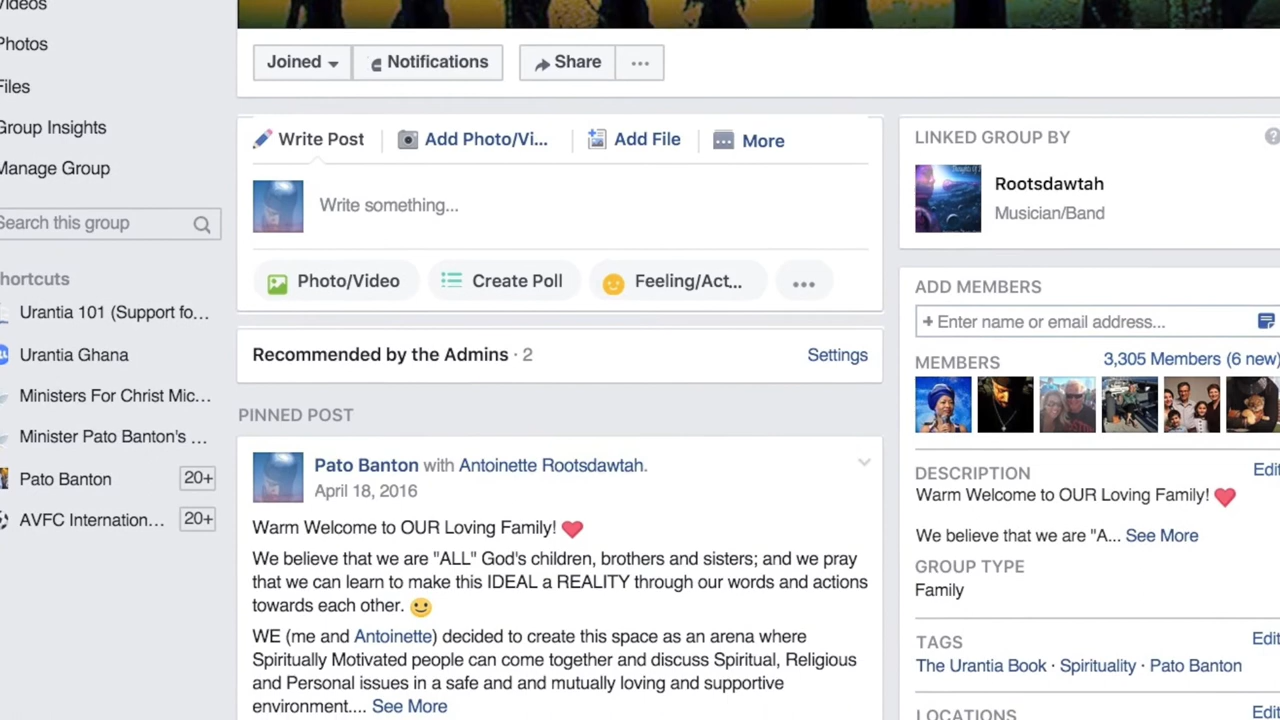 Videos
Photos
Files
Group Insights
Manage Group
Search this group
hortcuts
Urantia 101 (Support fo...
Urantia Ghana
Ministers For Christ Mic...
Minister Pato Banton's ...
Pato Banton 20+
AVFC Internation... 20+
Joined Notifications Share ...
Write Post Add Photo/Vi... Add File More
Write something...
Photo/Video Create Poll Feeling/Act... ...
Recommended by the Admins · 2 Settings
PINNED POST
Pato Banton with Antoinette Rootsdawtah.
April 18, 2016
Warm Welcome to OUR Loving Family! ❤️
We believe that we are "ALL" God's children, brothers and sisters; and we pray
that we can learn to make this IDEAL a REALITY through our words and actions
towards each other. 🙂
WE (me and Antoinette) decided to create this space as an arena where
Spiritually Motivated people can come together and discuss Spiritual, Religious
and Personal issues in a safe and and mutually loving and supportive
environment.... See More
LINKED GROUP BY ?
Rootsdawtah
Musician/Band
ADD MEMBERS
+ Enter name or email address...
MEMBERS 3,305 Members (6 new)
DESCRIPTION Edit
Warm Welcome to OUR Loving Family! ❤️
We believe that we are "A... See More
GROUP TYPE
Family
TAGS Edit
The Urantia Book · Spirituality · Pato Banton
LOCATIONS Edit